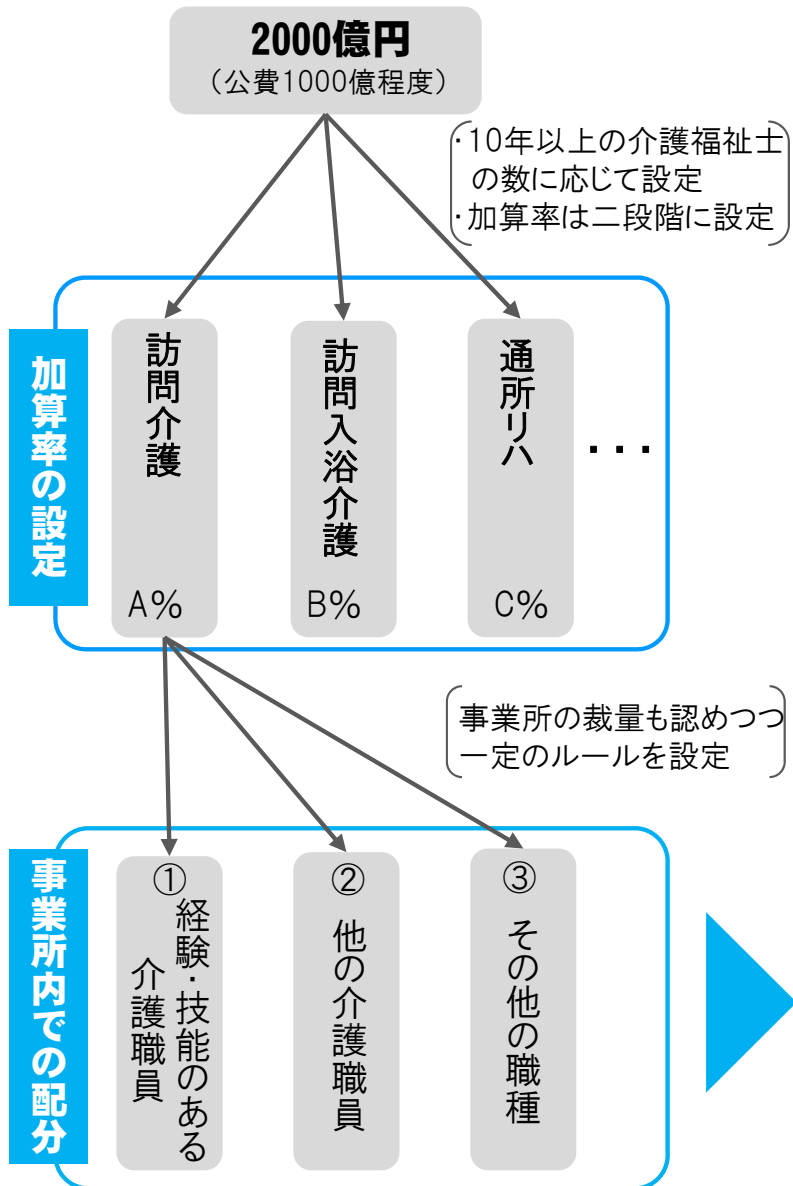 2000億円
（公費1000億程度）
・10年以上の介護福祉士
の数に応じて設定
・加算率は二段階に設定
加算率の設定
訪問介護
A%
訪問入浴介護
B%
通所リハ
C%
・・・
事業所の裁量も認めつつ
一定のルールを設定
事業所内での配分
①
経験・技能のある
介護職員
②
他の介護職員
③
その他の職種